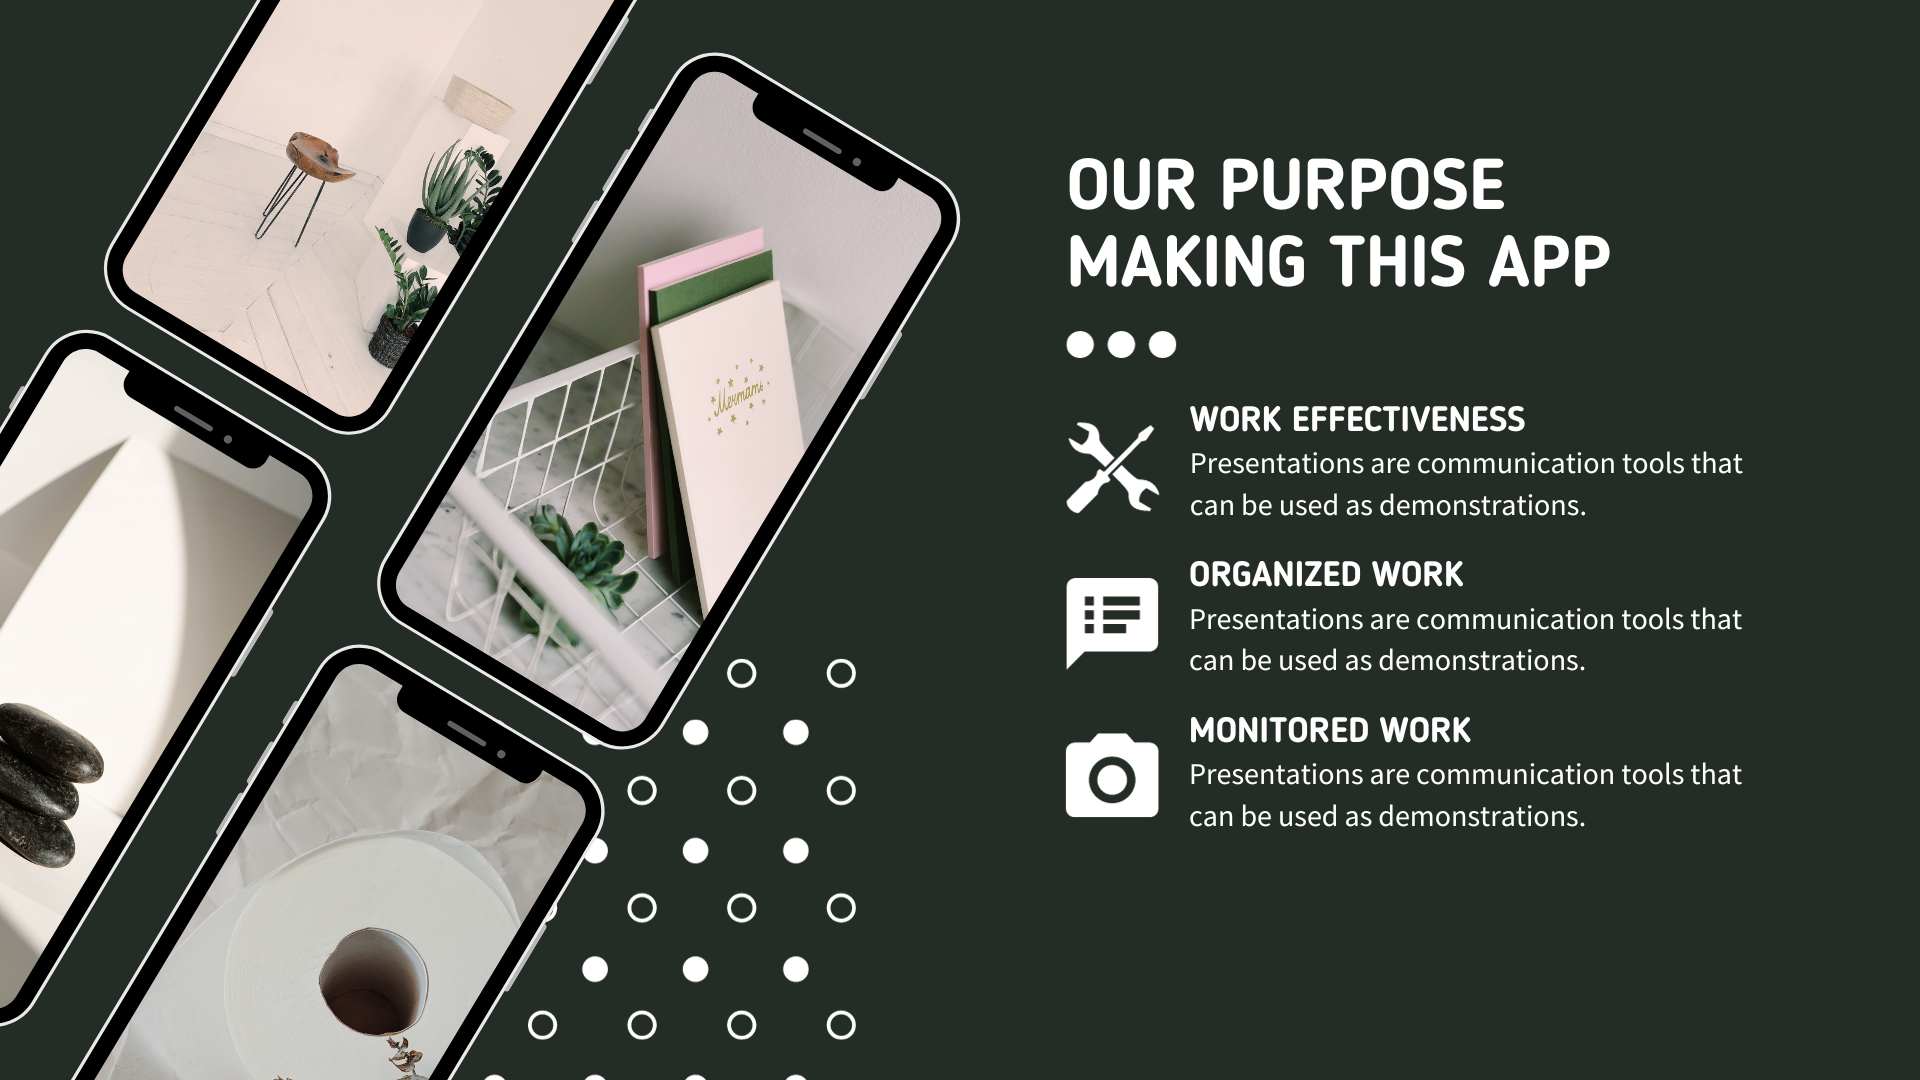 OUR PURPOSE
MAKING THIS APP
WORK EFFECTIVENESS
Presentations are communication tools that
can be used as demonstrations.
ORGANIZED WORK
Presentations are communication tools that
can be used as demonstrations.
MONITORED WORK
Presentations are communication tools that
can be used as demonstrations.